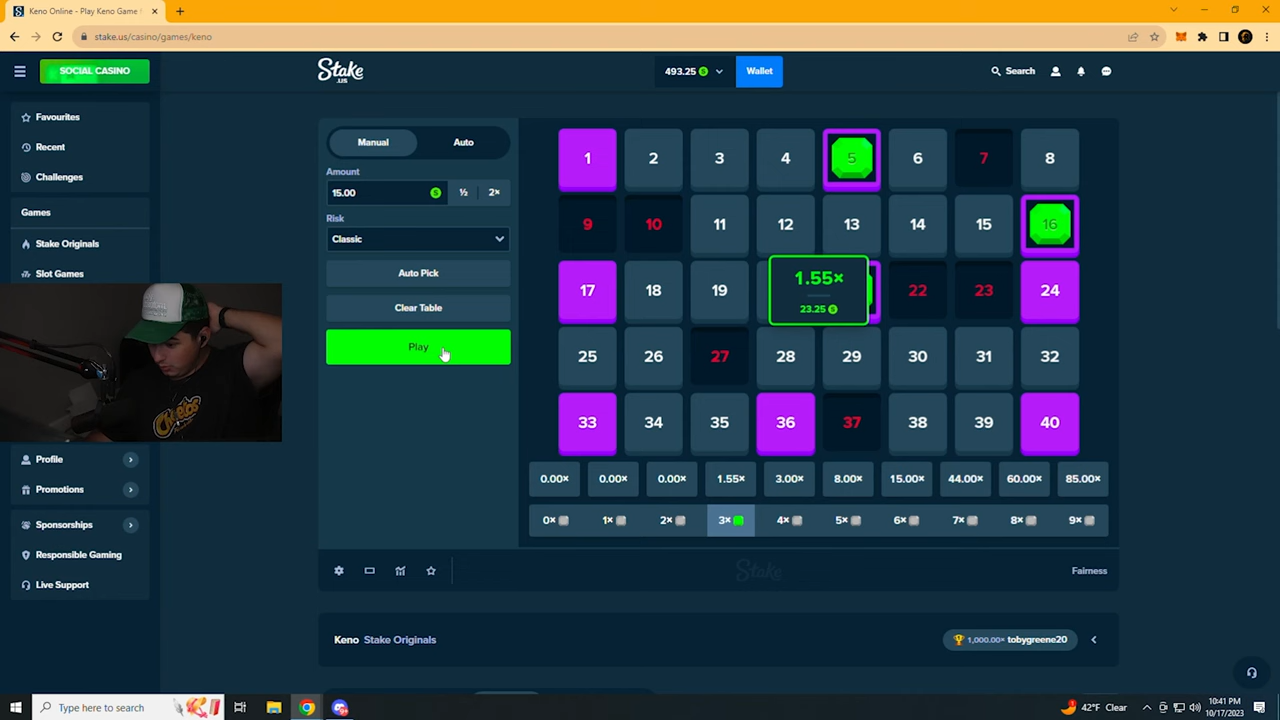 Keno Online - Play Keno Game
stake.us/casino/games/keno
SOCIAL CASINO
Stake
.US
493.25
Wallet
Search
Favourites
Recent
Challenges
Games
Stake Originals
Slot Games
Profile
Promotions
Sponsorships
Responsible Gaming
Live Support
Manual
Auto
Amount
15.00
½
2×
Risk
Classic
Auto Pick
Clear Table
Play
1 2 3 4 5 6 7 8
9 10 11 12 13 14 15 16
17 18 19 22 23 24
1.55×
23.25
25 26 27 28 29 30 31 32
33 34 35 36 37 38 39 40
0.00× 0.00× 0.00× 1.55× 3.00× 8.00× 15.00× 44.00× 60.00× 85.00×
0× 1× 2× 3× 4× 5× 6× 7× 8× 9×
Stake
Fairness
Keno Stake Originals
1,000.00× tobygreene20
Cheetos
Type here to search
42°F Clear
10:41 PM
10/17/2023